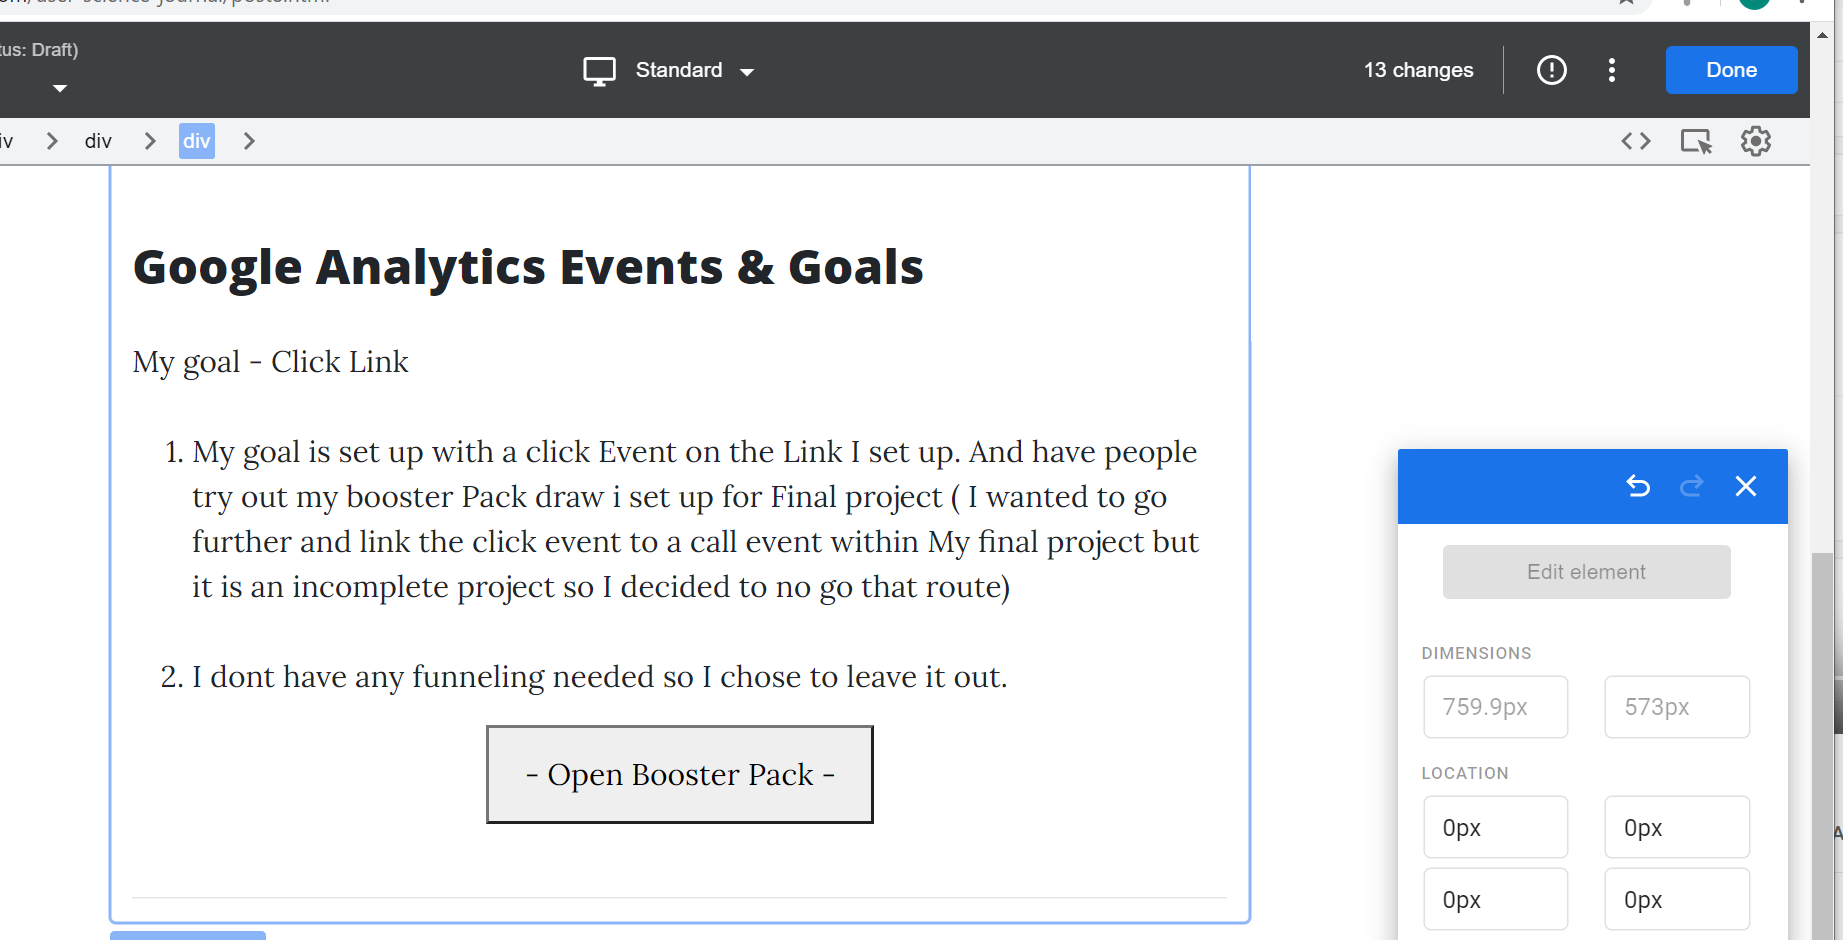 tus: Draft)
Standard
13 changes
Done
iv
div
div
Google Analytics Events & Goals
My goal - Click Link
1. My goal is set up with a click Event on the Link I set up. And have people
try out my booster Pack draw i set up for Final project ( I wanted to go
further and link the click event to a call event within My final project but
it is an incomplete project so I decided to no go that route)
2. I dont have any funneling needed so I chose to leave it out.
- Open Booster Pack -
Edit element
DIMENSIONS
759.9px 573px
LOCATION
0px 0px
0px 0px